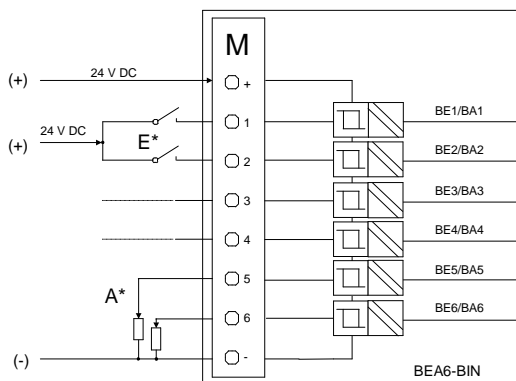 M
24 V DC
(+)
+
24 V DC
(+)
E*
1
BE1/BA1
2
BE2/BA2
3
BE3/BA3
4
BE4/BA4
A*
5
BE5/BA5
6
BE6/BA6
(-)
-
BEA6-BIN